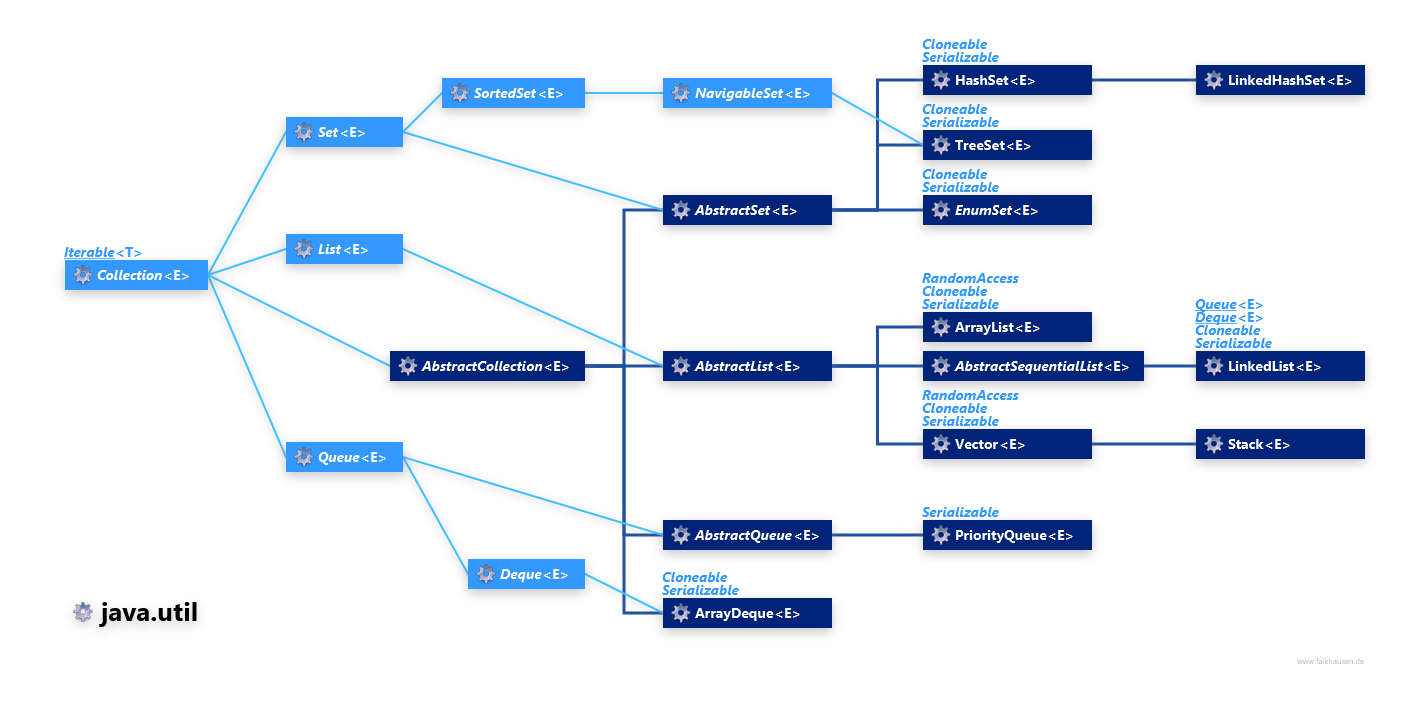 Cloneable
Serializable
HashSet<E>
LinkedHashSet<E>
SortedSet<E>
NavigableSet<E>
Cloneable
Serializable
Set<E>
TreeSet<E>
Cloneable
Serializable
AbstractSet<E>
EnumSet<E>
Iterable<T>
Collection<E>
List<E>
RandomAccess
Cloneable
Serializable
ArrayList<E>
Queue<E>
Deque<E>
Cloneable
Serializable
AbstractCollection<E>
AbstractList<E>
AbstractSequentialList<E>
LinkedList<E>
RandomAccess
Cloneable
Serializable
Vector<E>
Stack<E>
Queue<E>
Serializable
AbstractQueue<E>
PriorityQueue<E>
Deque<E>
Cloneable
Serializable
ArrayDeque<E>
java.util
www.falkhausen.de